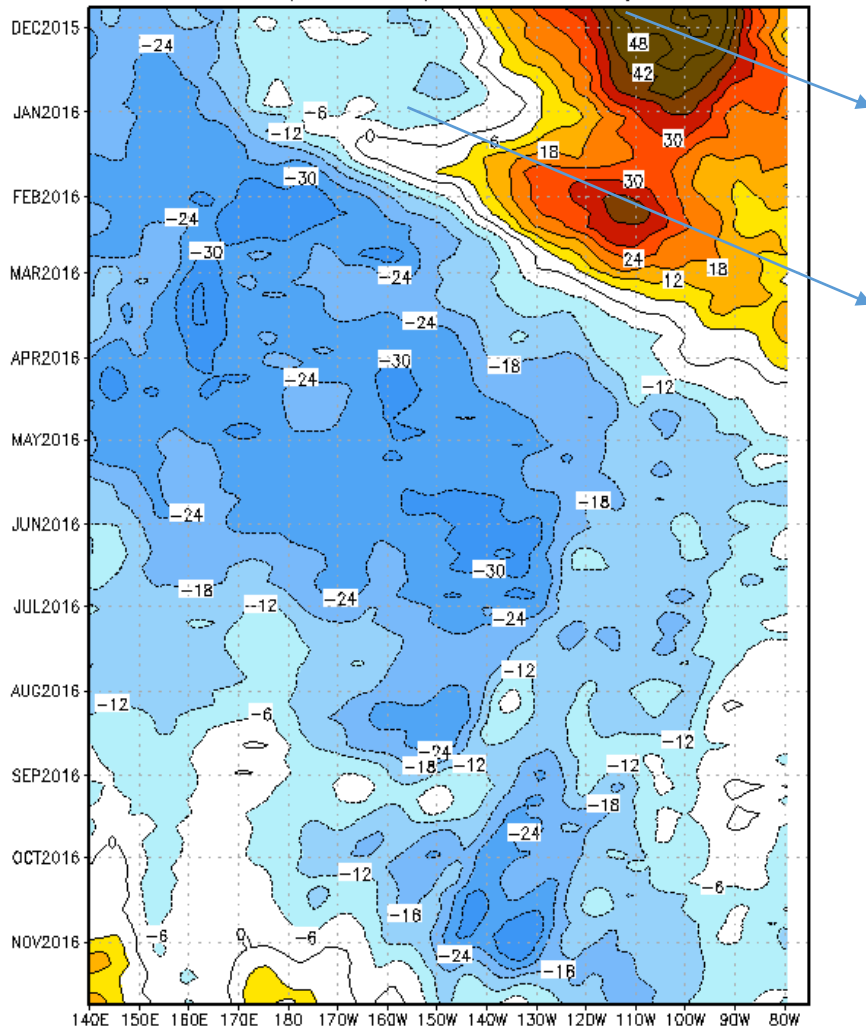 DEC2015
-24 48
42
JAN2016 -6
-12 0 6 30
18
-30 30
FEB2016
-24
-30 24 18
MAR2016 -24 12
-24
APR2016 -30 -18
-24 -12
MAY2016
-18
-24
JUN2016
-30
-18
-12 -24
JUL2016 -24
-12
AUG2016
-12 -6
-12
-24
-18 -12 -12
SEP2016
-18
-24
0
OCT2016
-12
-6
-16
-6 0 -6
NOV2016
-24
-16
140E 150E 160E 170E 180 170W 160W 150W 140W 130W 120W 110W 100W 90W 80W